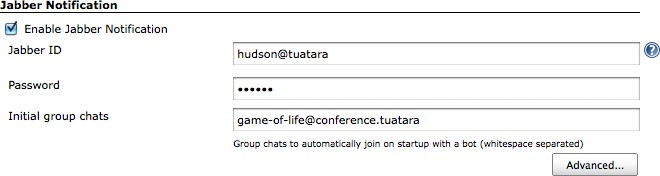 Jabber Notification
Enable Jabber Notification
Jabber ID
hudson@tuatara
Password
••••••
Initial group chats
game-of-life@conference.tuatara
Group chats to automatically join on startup with a bot (whitespace separated)
Advanced...